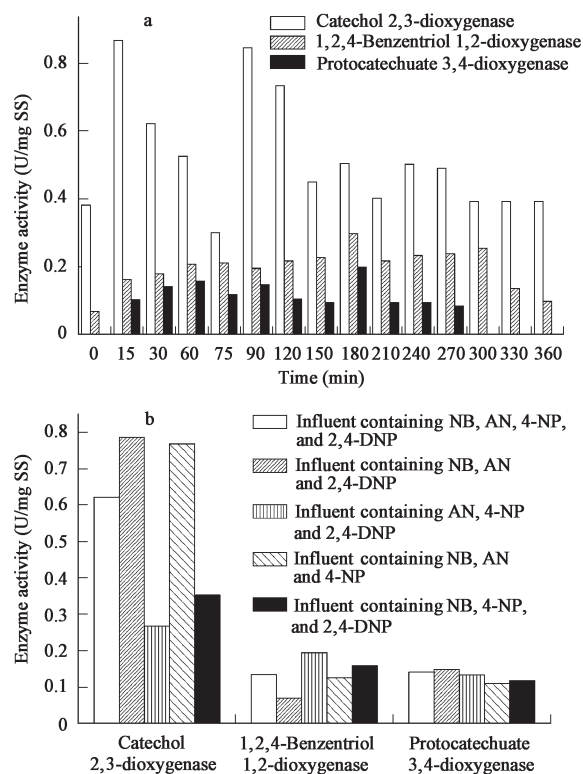 a
Catechol 2,3-dioxygenase
1,2,4-Benzentriol 1,2-dioxygenase
Protocatechuate 3,4-dioxygenase
Enzyme activity (U/mg SS)
0.8
0.6
0.4
0.2
0
0 15 30 60 75 90 120 150 180 210 240 270 300 330 360
Time (min)
b
Influent containing NB, AN, 4-NP,
and 2,4-DNP
Influent containing NB, AN
and 2,4-DNP
Influent containing AN, 4-NP
and 2,4-DNP
Influent containing NB, AN
and 4-NP
Influent containing NB, 4-NP,
and 2,4-DNP
Enzyme activity (U/mg SS)
0.8
0.7
0.6
0.5
0.4
0.3
0.2
0.1
0
Catechol
2,3-dioxygenase
1,2,4-Benzentriol
1,2-dioxygenase
Protocatechuate
3,4-dioxygenase